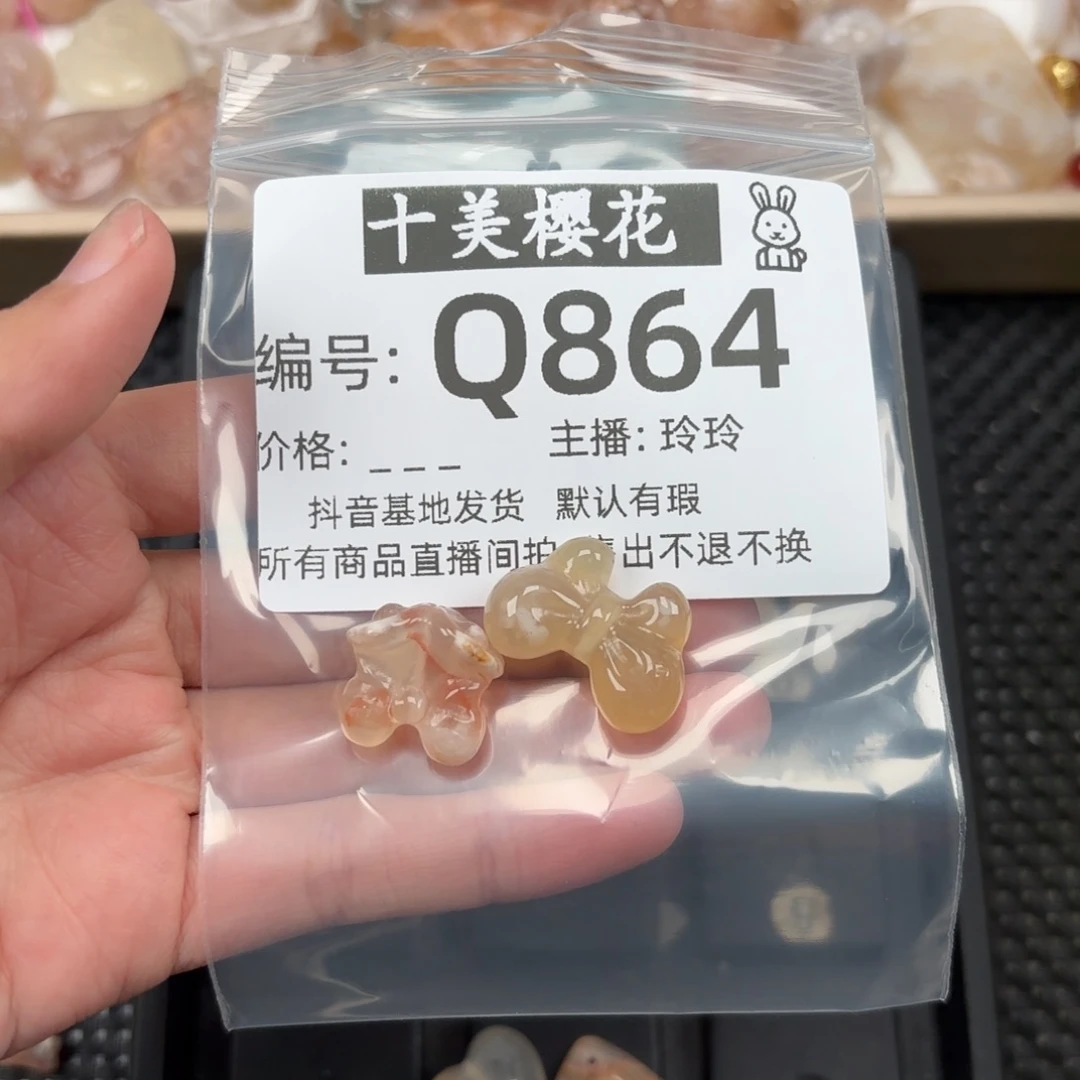 十美樱花
编号: Q864
价格: _ _ _ 主播: 玲玲
抖音基地发货 默认有瑕
所有商品直播间拍 售出不退不换